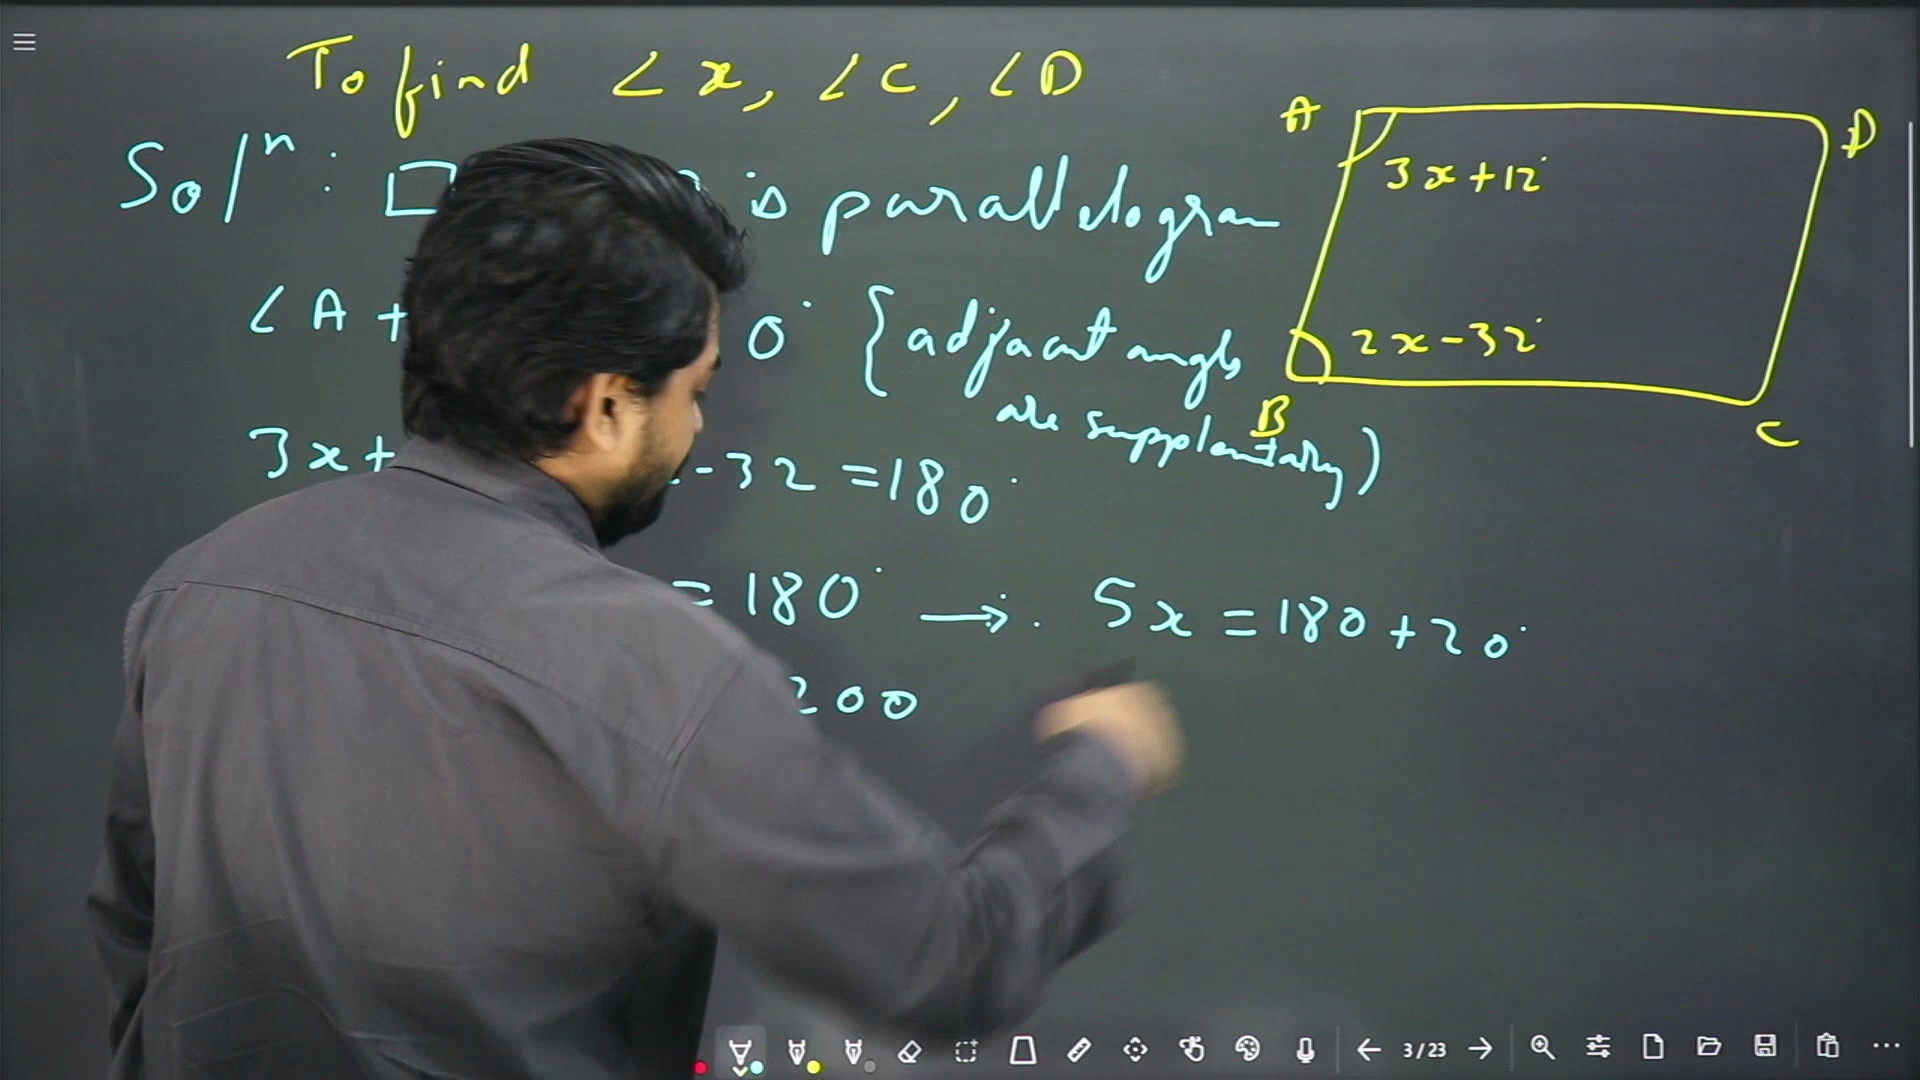 To find ∠x, ∠C, ∠D
A
D
3x+12°
Solⁿ : □ is parallelogram
∠A + 0° {adjacent angles
2x-32°
are supplementary)
B
C
3x+ -32 =180°
= 180° → . 5x = 180+20°
200
3/23